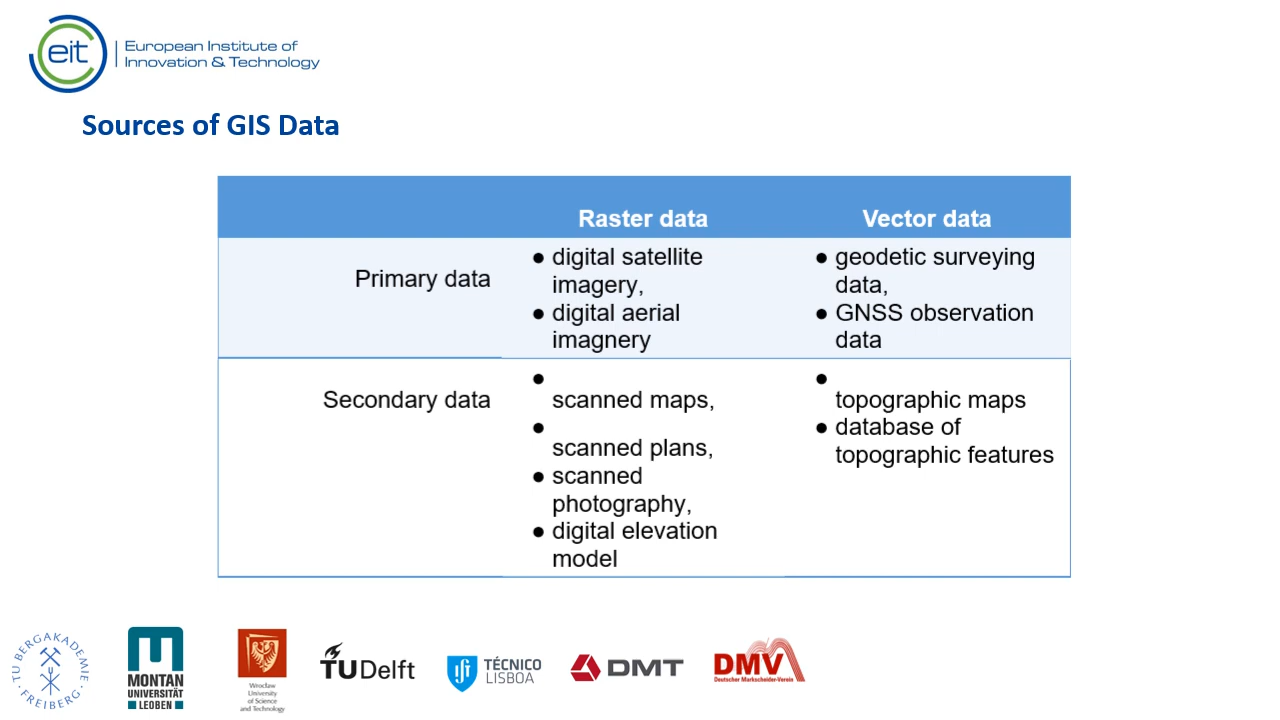 eit
European Institute of
Innovation & Technology
Sources of GIS Data
Raster data
Vector data
Primary data
● digital satellite
imagery,
● digital aerial
imagnery
● geodetic surveying
data,
● GNSS observation
data
Secondary data
●
scanned maps,
●
scanned plans,
● scanned
photography,
● digital elevation
model
●
topographic maps
● database of
topographic features
· TU BERGAKADEMIE ·
FREIBERG
MONTAN
UNIVERSITÄT
LEOBEN
Wrocław
University
of Science
and Technology
TUDelft
TÉCNICO
LISBOA
DMT
DMV
Deutscher Markscheider-Verein